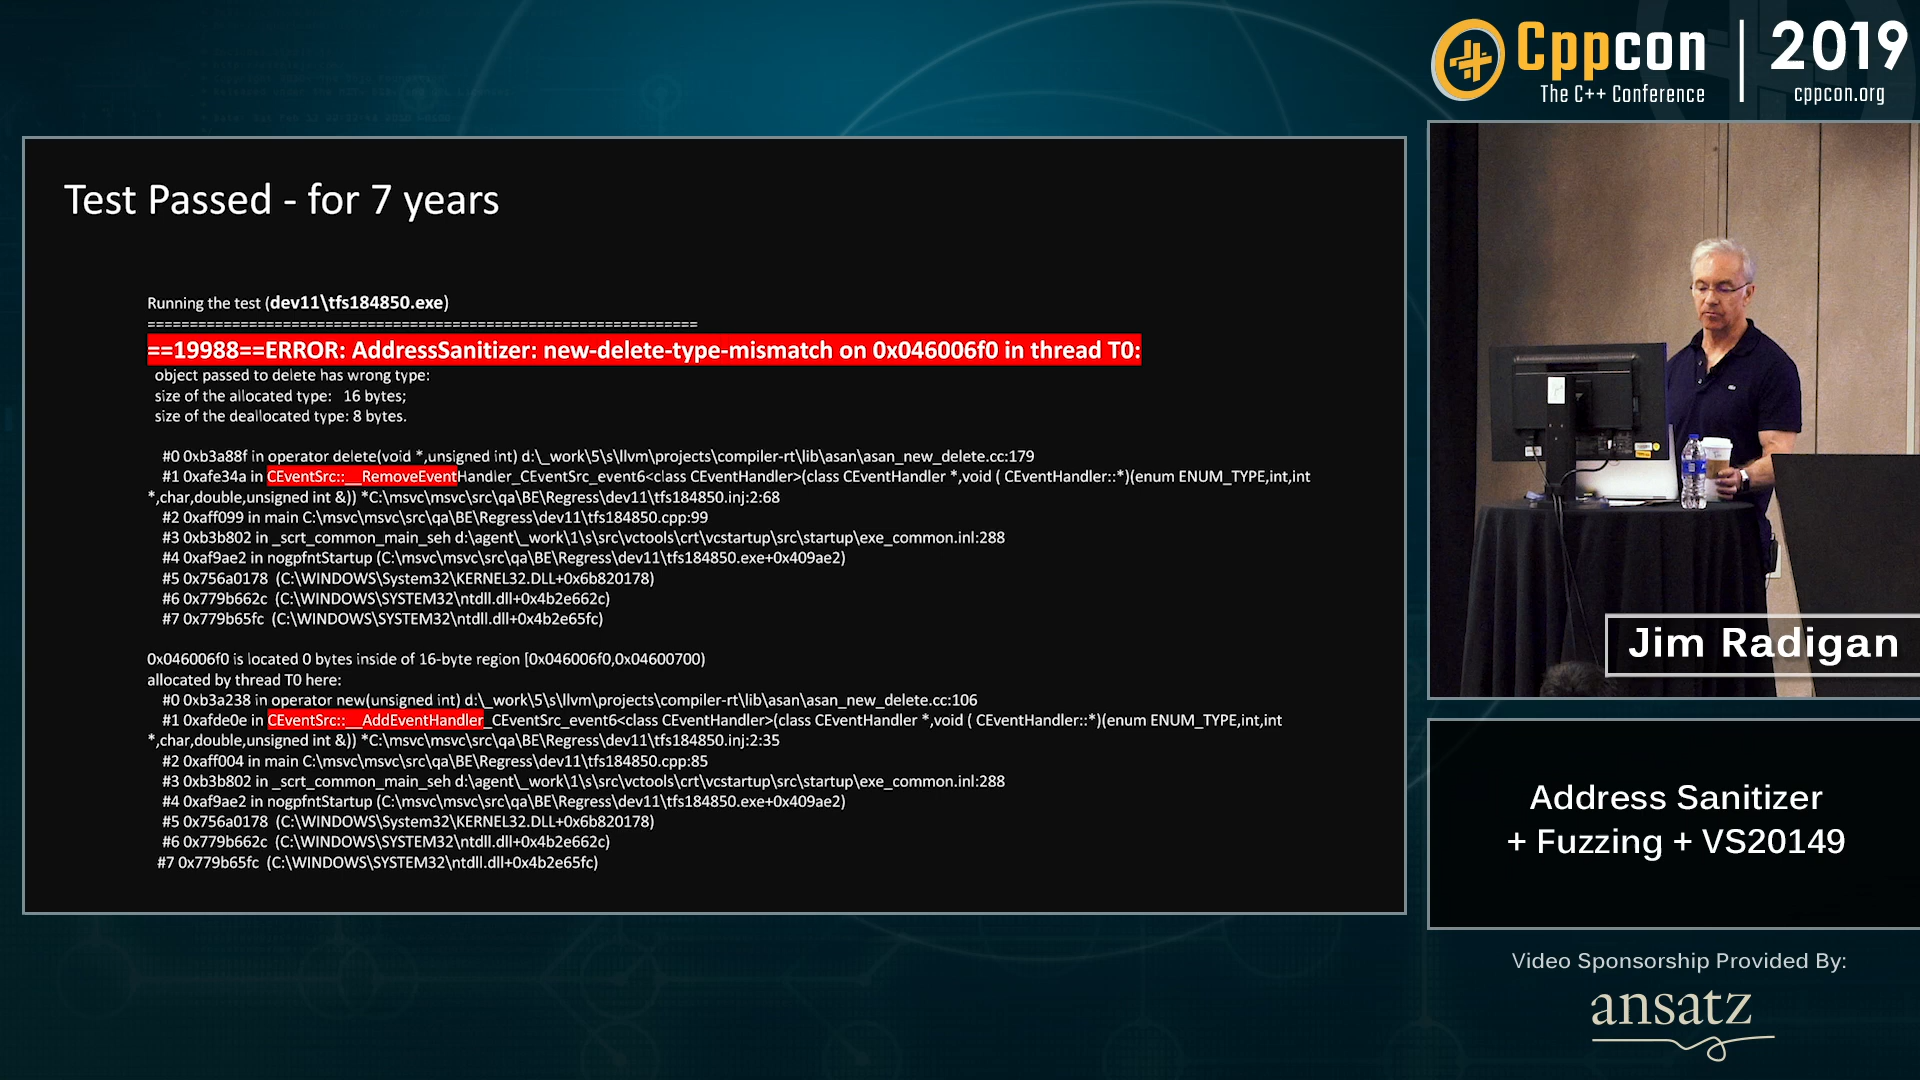 Cppcon
The C++ Conference
2019
cppcon.org
Test Passed - for 7 years
Running the test (dev11\tfs184850.exe)
=================================================================
==19988==ERROR: AddressSanitizer: new-delete-type-mismatch on 0x046006f0 in thread T0:
object passed to delete has wrong type:
size of the allocated type: 16 bytes;
size of the deallocated type: 8 bytes.
#0 0xb3a88f in operator delete(void *,unsigned int) d:\_work\5\s\llvm\projects\compiler-rt\lib\asan\asan_new_delete.cc:179
#1 0xafe34a in CEventSrc::__RemoveEventHandler_CEventSrc_event6<class CEventHandler>(class CEventHandler *,void ( CEventHandler::*)(enum ENUM_TYPE,int,int
*,char,double,unsigned int &)) *C:\msvc\msvc\src\qa\BE\Regress\dev11\tfs184850.inj:2:68
#2 0xaff099 in main C:\msvc\msvc\src\qa\BE\Regress\dev11\tfs184850.cpp:99
#3 0xb3b802 in _scrt_common_main_seh d:\agent\_work\1\s\src\vctools\crt\vcstartup\src\startup\exe_common.inl:288
#4 0xaf9ae2 in nogpfntStartup (C:\msvc\msvc\src\qa\BE\Regress\dev11\tfs184850.exe+0x409ae2)
#5 0x756a0178 (C:\WINDOWS\System32\KERNEL32.DLL+0x6b820178)
#6 0x779b662c (C:\WINDOWS\SYSTEM32\ntdll.dll+0x4b2e662c)
#7 0x779b65fc (C:\WINDOWS\SYSTEM32\ntdll.dll+0x4b2e65fc)
0x046006f0 is located 0 bytes inside of 16-byte region [0x046006f0,0x04600700)
allocated by thread T0 here:
#0 0xb3a238 in operator new(unsigned int) d:\_work\5\s\llvm\projects\compiler-rt\lib\asan\asan_new_delete.cc:106
#1 0xafde0e in CEventSrc::__AddEventHandler_CEventSrc_event6<class CEventHandler>(class CEventHandler *,void ( CEventHandler::*)(enum ENUM_TYPE,int,int
*,char,double,unsigned int &)) *C:\msvc\msvc\src\qa\BE\Regress\dev11\tfs184850.inj:2:35
#2 0xaff004 in main C:\msvc\msvc\src\qa\BE\Regress\dev11\tfs184850.cpp:85
#3 0xb3b802 in _scrt_common_main_seh d:\agent\_work\1\s\src\vctools\crt\vcstartup\src\startup\exe_common.inl:288
#4 0xaf9ae2 in nogpfntStartup (C:\msvc\msvc\src\qa\BE\Regress\dev11\tfs184850.exe+0x409ae2)
#5 0x756a0178 (C:\WINDOWS\System32\KERNEL32.DLL+0x6b820178)
#6 0x779b662c (C:\WINDOWS\SYSTEM32\ntdll.dll+0x4b2e662c)
#7 0x779b65fc (C:\WINDOWS\SYSTEM32\ntdll.dll+0x4b2e65fc)
Jim Radigan
Address Sanitizer
+ Fuzzing + VS20149
Video Sponsorship Provided By:
ansatz